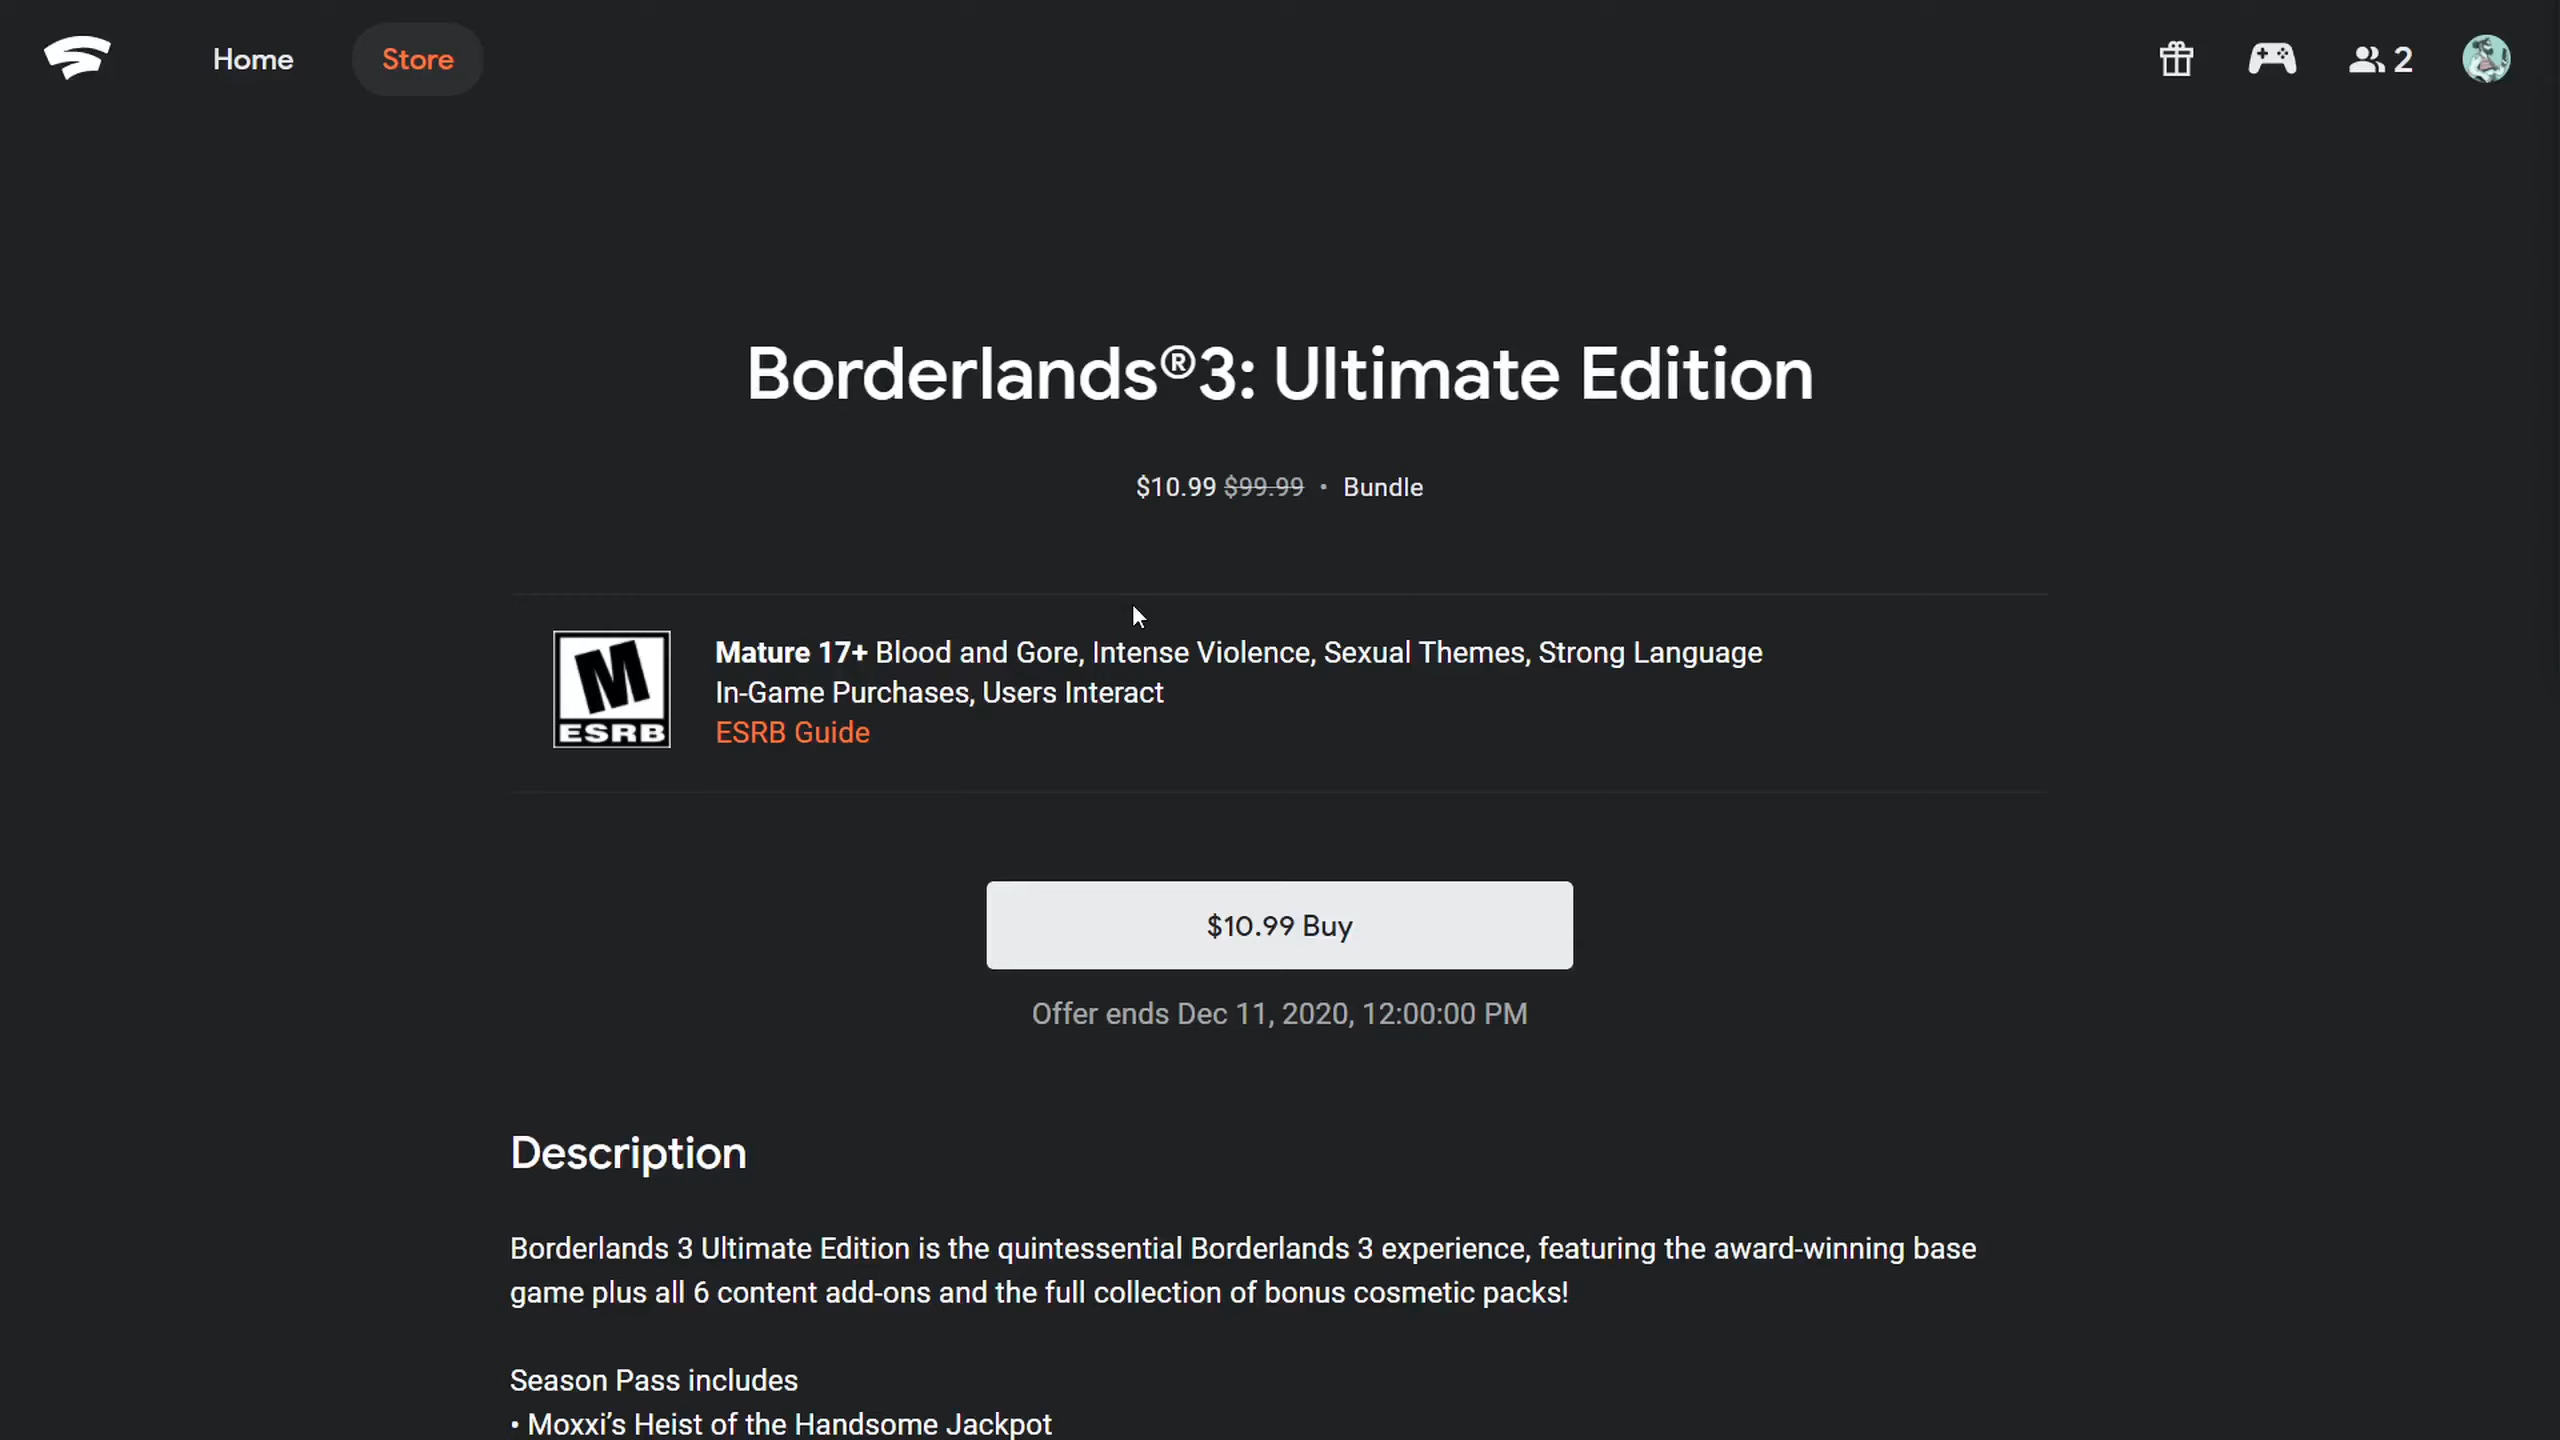 Home Store 2
Borderlands®3: Ultimate Edition
$10.99 $99.99 • Bundle
M
ESRB
Mature 17+ Blood and Gore, Intense Violence, Sexual Themes, Strong Language
In-Game Purchases, Users Interact
ESRB Guide
$10.99 Buy
Offer ends Dec 11, 2020, 12:00:00 PM
Description
Borderlands 3 Ultimate Edition is the quintessential Borderlands 3 experience, featuring the award-winning base
game plus all 6 content add-ons and the full collection of bonus cosmetic packs!
Season Pass includes
• Moxxi’s Heist of the Handsome Jackpot